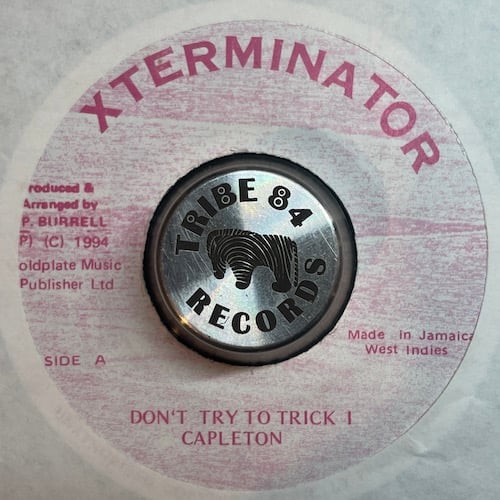 XTERMINATOR
roduced &
Arranged by
P. BURRELL
P) (C) 1994
oldplate Music
Publisher Ltd
TRIBE 84
RECORDS
Made in Jamaica
West Indies
SIDE A
DON'T TRY TO TRICK I
CAPLETON